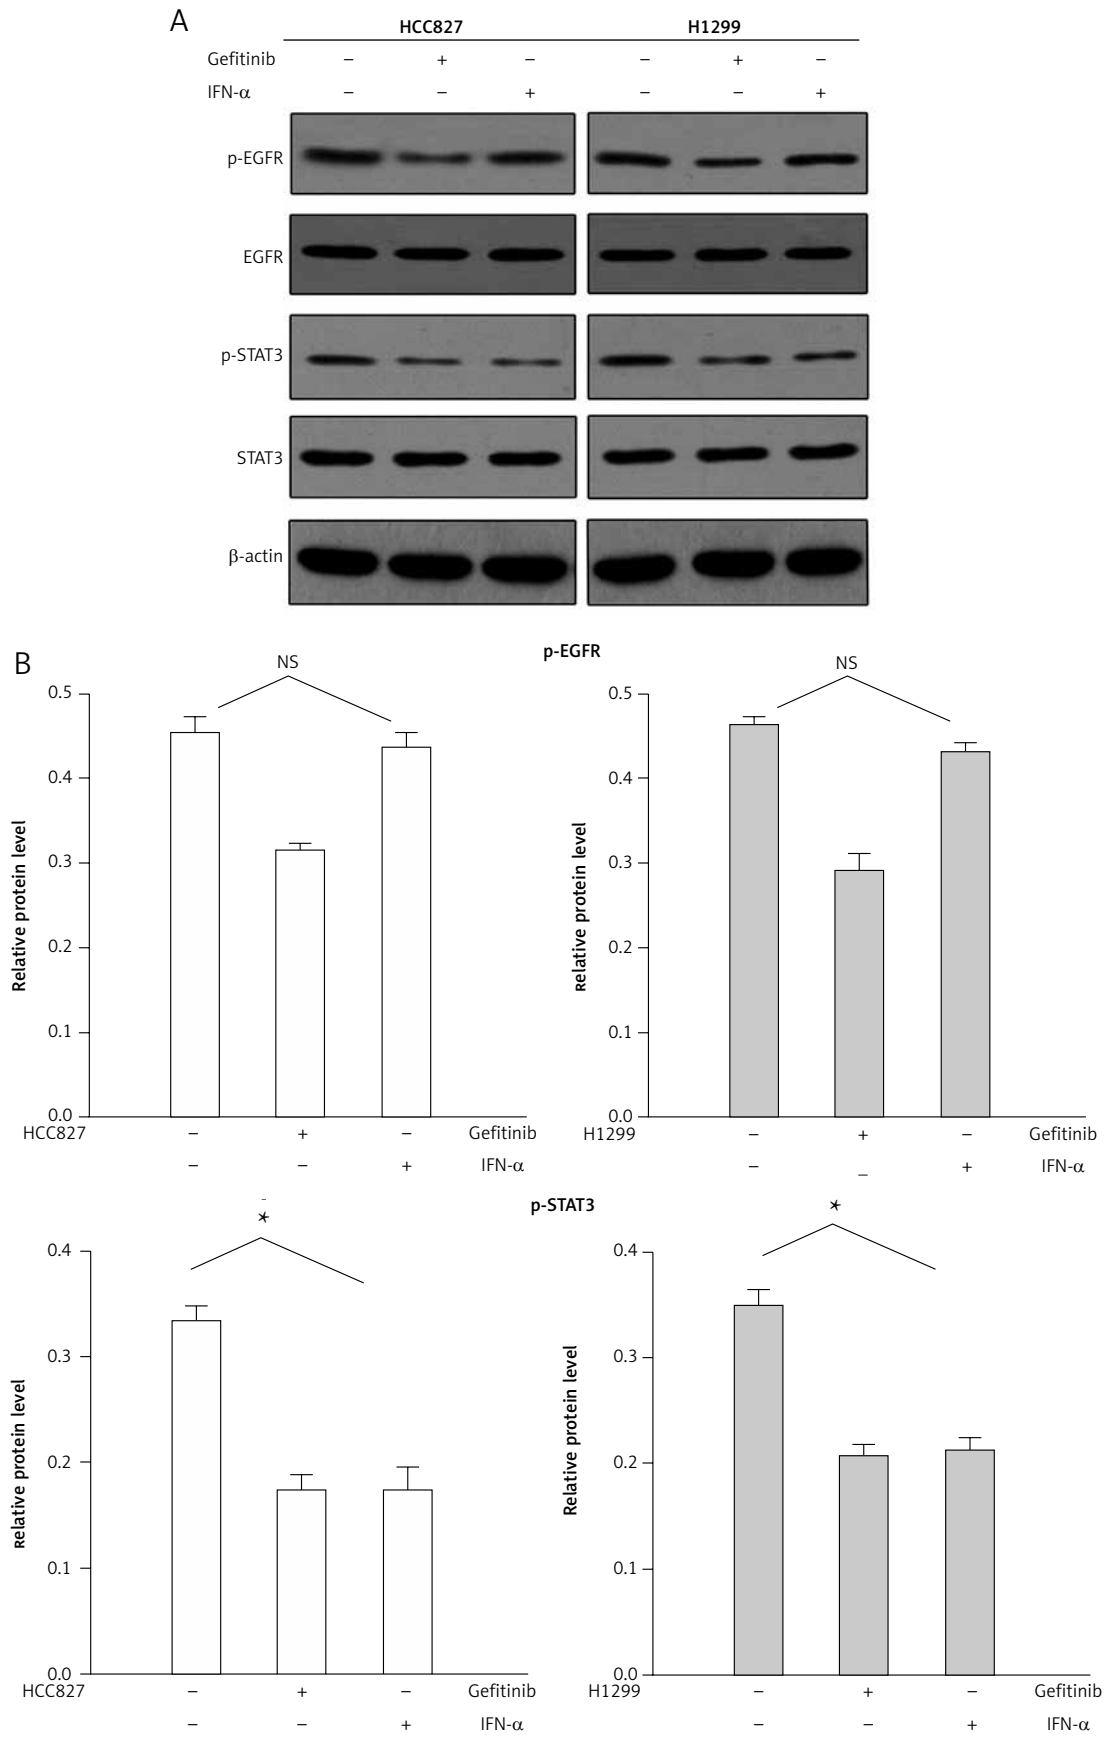 A
HCC827 H1299
Gefitinib – + – – + –
IFN-α – – + – – +
p-EGFR
EGFR
p-STAT3
STAT3
β-actin
B
p-EGFR
NS NS
0.5 0.5
0.4 0.4
0.3 0.3
0.2 0.2
0.1 0.1
0.0 0.0
Relative protein level Relative protein level
HCC827 – + – Gefitinib H1299 – + – Gefitinib
– – + IFN-α – – + IFN-α
p-STAT3
* *
0.4 0.4
0.3 0.3
0.2 0.2
0.1 0.1
0.0 0.0
Relative protein level Relative protein level
HCC827 – + – Gefitinib H1299 – + – Gefitinib
– – + IFN-α – – + IFN-α